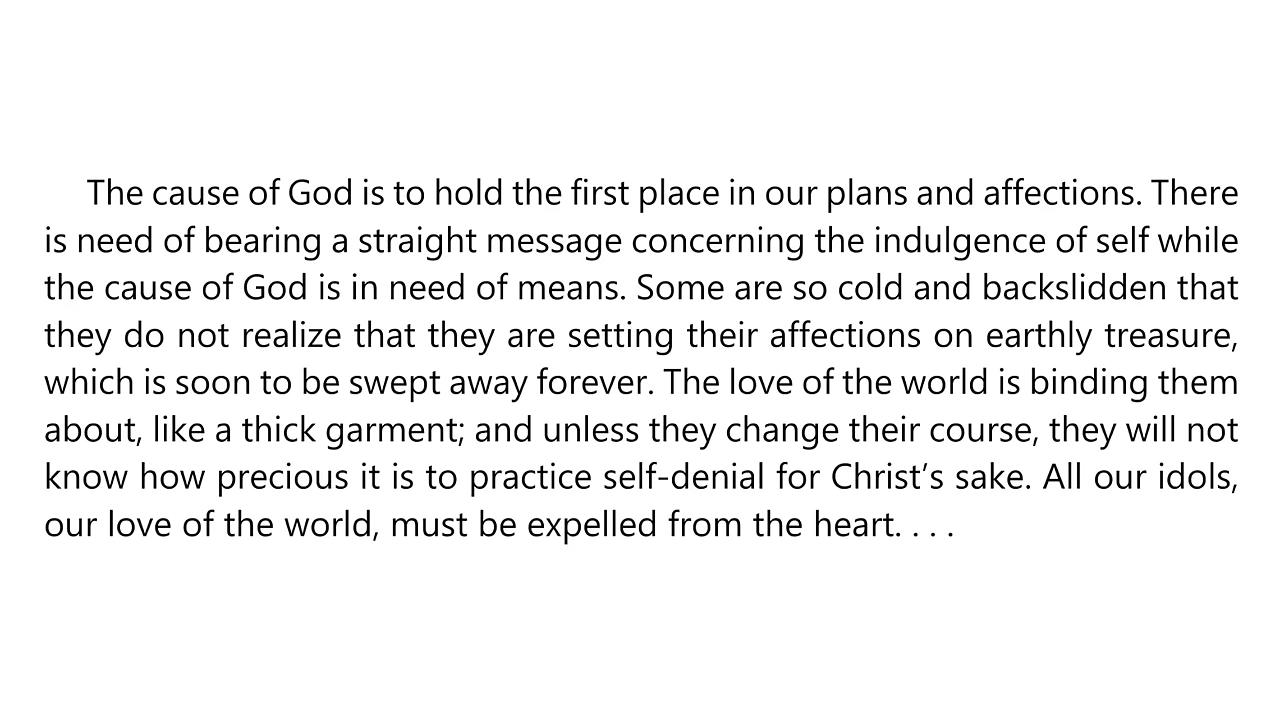 The cause of God is to hold the first place in our plans and affections. There
is need of bearing a straight message concerning the indulgence of self while
the cause of God is in need of means. Some are so cold and backslidden that
they do not realize that they are setting their affections on earthly treasure,
which is soon to be swept away forever. The love of the world is binding them
about, like a thick garment; and unless they change their course, they will not
know how precious it is to practice self-denial for Christ’s sake. All our idols,
our love of the world, must be expelled from the heart. . . .